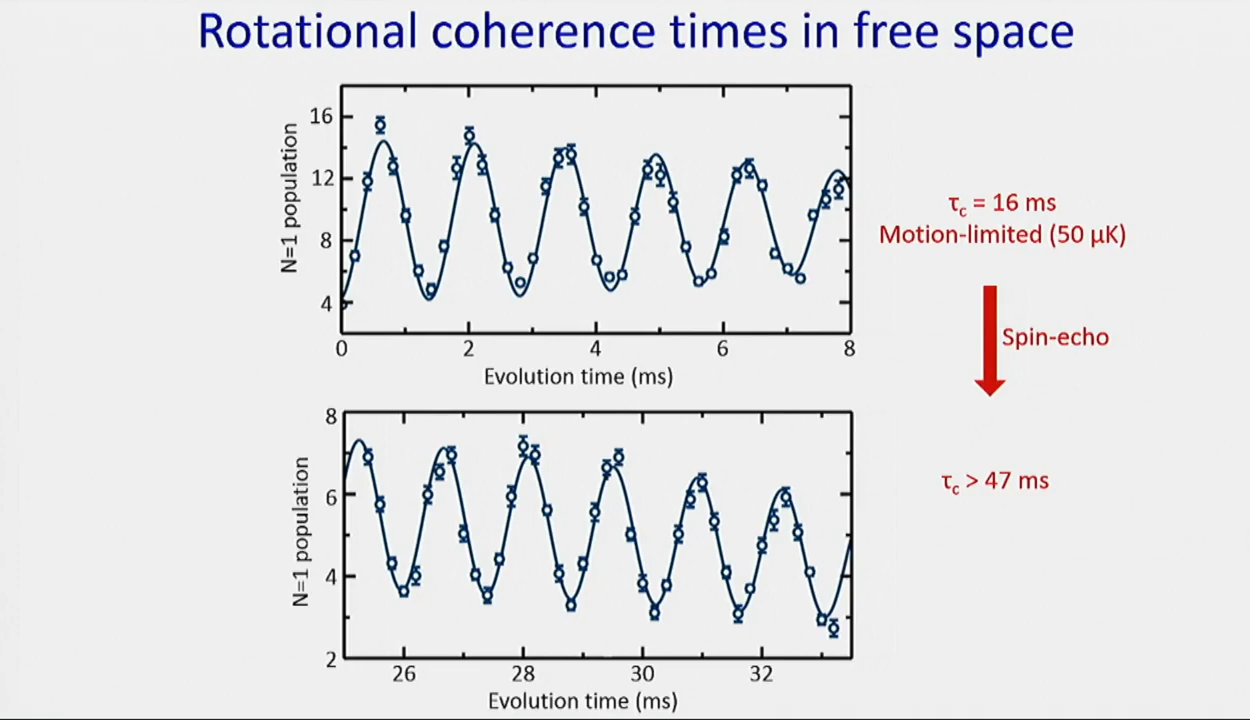 Rotational coherence times in free space
N=1 population
16
12
8
4
0
2
4
6
8
Evolution time (ms)
τc = 16 ms
Motion-limited (50 μK)
Spin-echo
N=1 population
8
6
4
2
26
28
30
32
Evolution time (ms)
τc > 47 ms